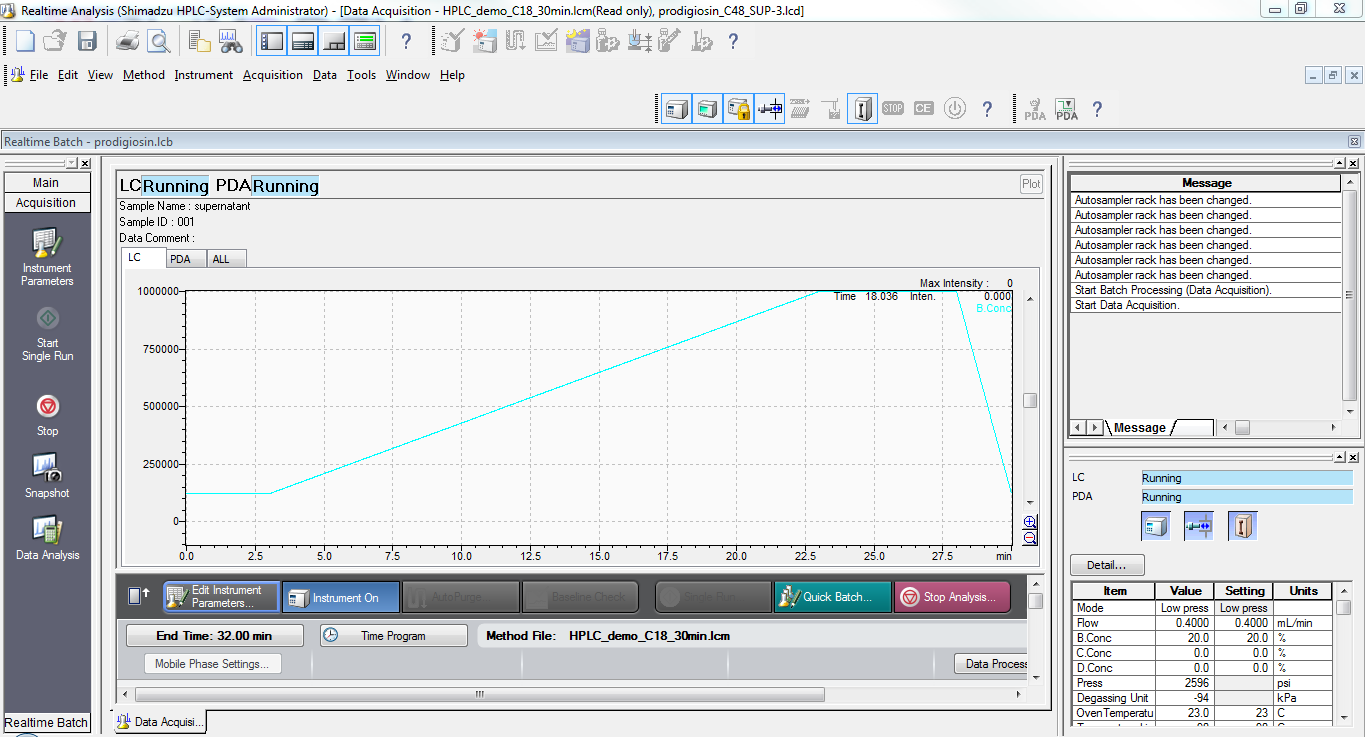 Realtime Analysis (Shimadzu HPLC-System Administrator) - [Data Acquisition - HPLC_demo_C18_30min.lcm(Read only), prodigiosin_C48_SUP-3.lcd]
?
?
File Edit View Method Instrument Acquisition Data Tools Window Help
STOP CE ? PDA PDA ?
Realtime Batch - prodigiosin.lcb
Main
Acquisition
Instrument
Parameters
Start
Single Run
Stop
Snapshot
Data Analysis
Realtime Batch
LC Running PDA Running
Plot
Sample Name : supernatant
Sample ID : 001
Data Comment :
LC PDA ALL
Max Intensity : 0
Time 18.036 Inten. 0.000
B.Conc
1000000
750000
500000
250000
0
0.0 2.5 5.0 7.5 10.0 12.5 15.0 17.5 20.0 22.5 25.0 27.5 min
Edit Instrument
Parameters...
Instrument On
AutoPurge
Baseline Check
Single Run
Quick Batch...
Stop Analysis...
End Time: 32.00 min
Time Program
Method File: HPLC_demo_C18_30min.lcm
Mobile Phase Settings...
Data Process
Data Acquisi...
Message
Autosampler rack has been changed.
Autosampler rack has been changed.
Autosampler rack has been changed.
Autosampler rack has been changed.
Autosampler rack has been changed.
Autosampler rack has been changed.
Start Batch Processing (Data Acquisition).
Start Data Acquisition.
Message
LC Running
PDA Running
Detail...
Item Value Setting Units
Mode Low press Low press
Flow 0.4000 0.4000 mL/min
B.Conc 20.0 20.0 %
C.Conc 0.0 0.0 %
D.Conc 0.0 0.0 %
Press 2596 psi
Degassing Unit -94 kPa
OvenTemperatu 23.0 23 C